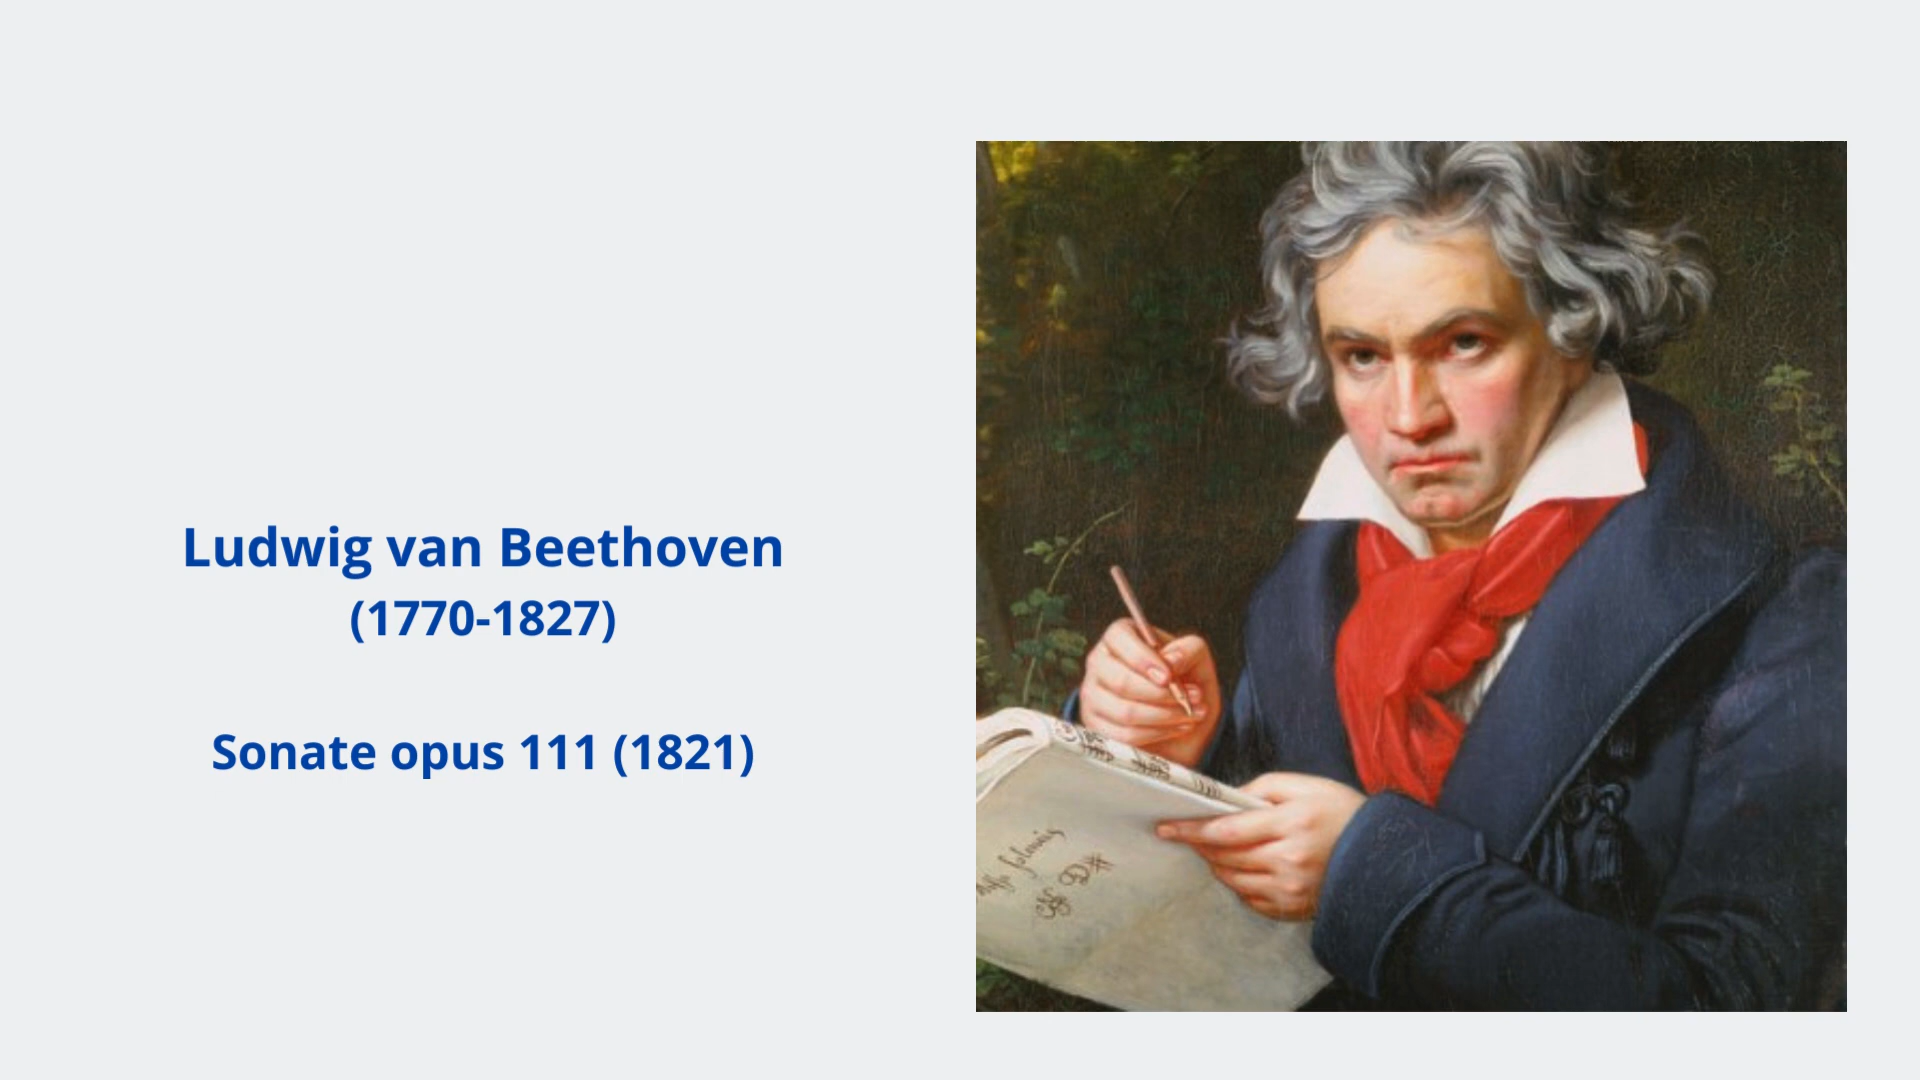 Ludwig van Beethoven
(1770-1827)
Sonate opus 111 (1821)
D#